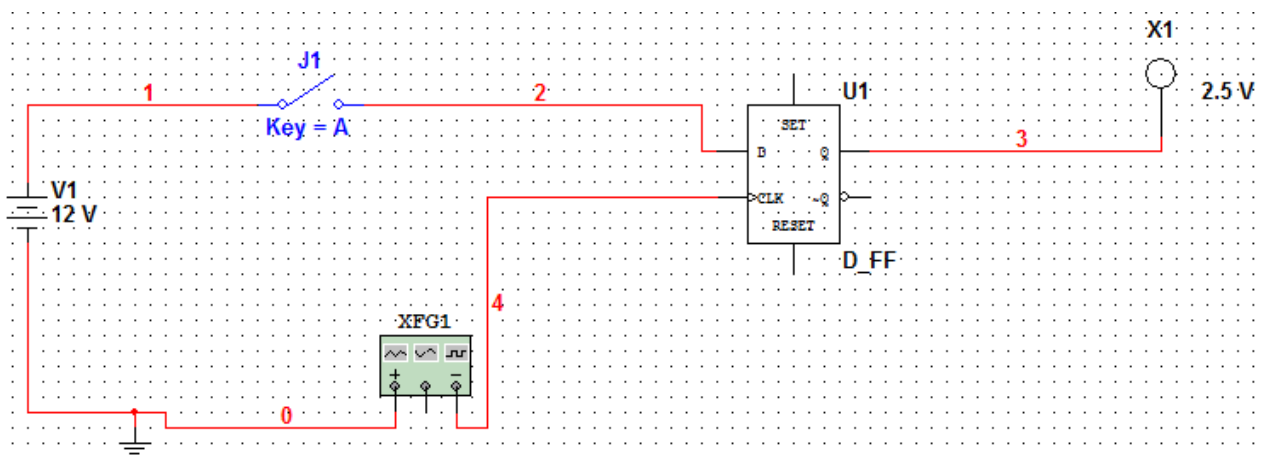 X1
2.5 V
J1
Key = A
1
2
U1
SET
D
Q
3
V1
12 V
CLK
~Q
RESET
D_FF
4
XFG1
+
−
0